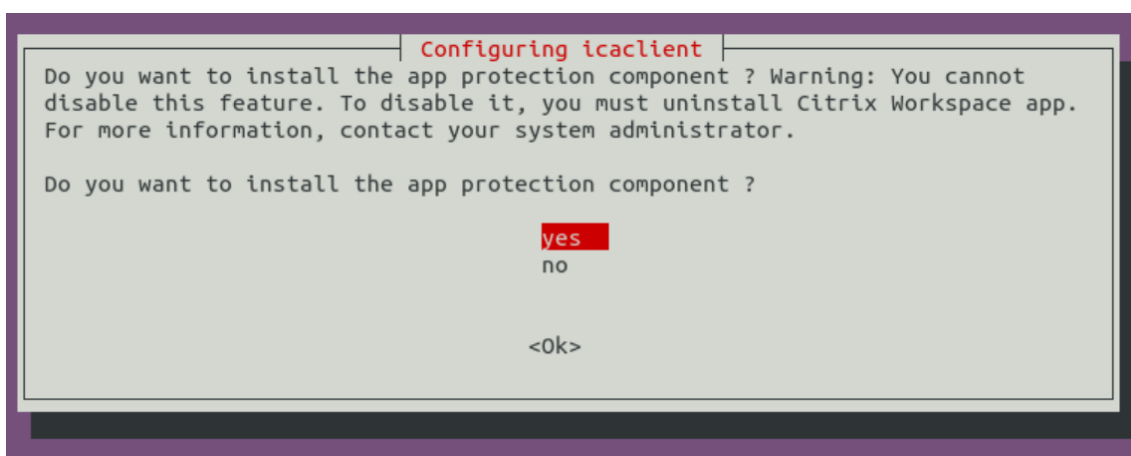 Configuring icaclient
Do you want to install the app protection component ? Warning: You cannot
disable this feature. To disable it, you must uninstall Citrix Workspace app.
For more information, contact your system administrator.
Do you want to install the app protection component ?
yes
no
<Ok>